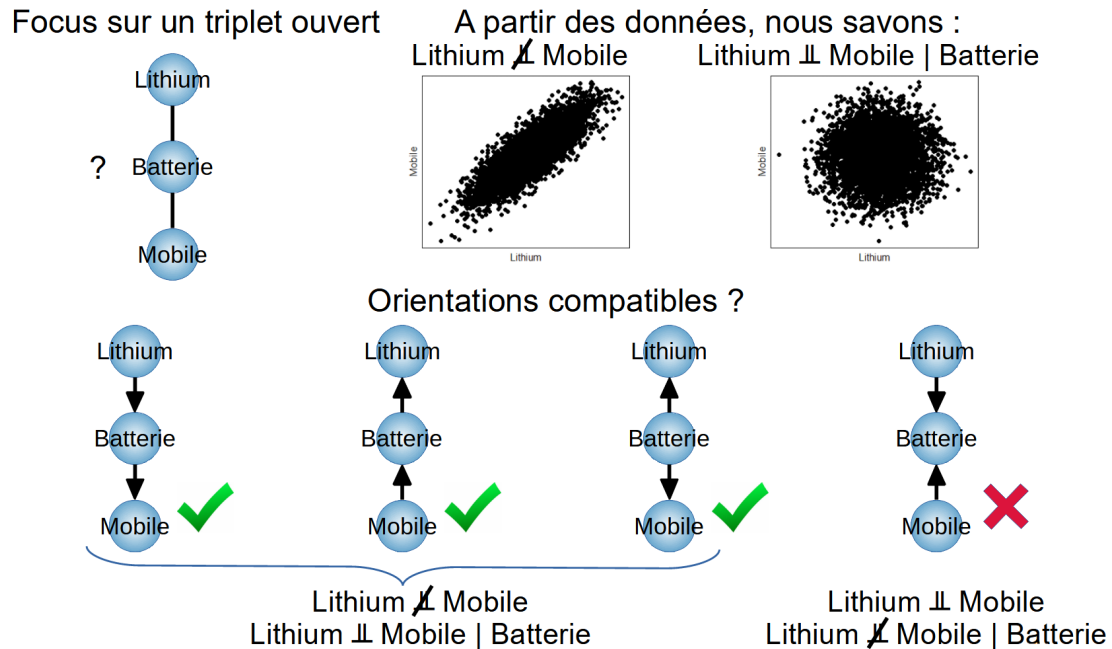 Focus sur un triplet ouvert
A partir des données, nous savons :
Lithium ⫫̸ Mobile
Lithium ⫫ Mobile | Batterie
Lithium
?
Batterie
Mobile
Mobile
Lithium
Mobile
Lithium
Orientations compatibles ?
Lithium
Lithium
Lithium
Lithium
Batterie
Batterie
Batterie
Batterie
Mobile
Mobile
Mobile
Mobile
Lithium ⫫̸ Mobile
Lithium ⫫ Mobile | Batterie
Lithium ⫫ Mobile
Lithium ⫫̸ Mobile | Batterie